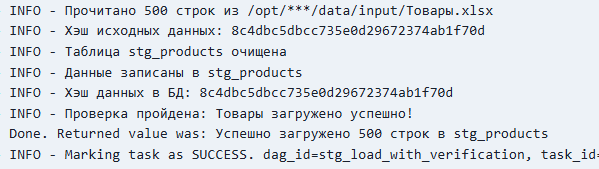 INFO - Прочитано 500 строк из /opt/***/data/input/Товары.xlsx
INFO - Хэш исходных данных: 8c4dbc5dbcc735e0d29672374ab1f70d
INFO - Таблица stg_products очищена
INFO - Данные записаны в stg_products
INFO - Хэш данных в БД: 8c4dbc5dbcc735e0d29672374ab1f70d
INFO - Проверка пройдена: Товары загружено успешно!
Done. Returned value was: Успешно загружено 500 строк в stg_products
INFO - Marking task as SUCCESS. dag_id=stg_load_with_verification, task_id=